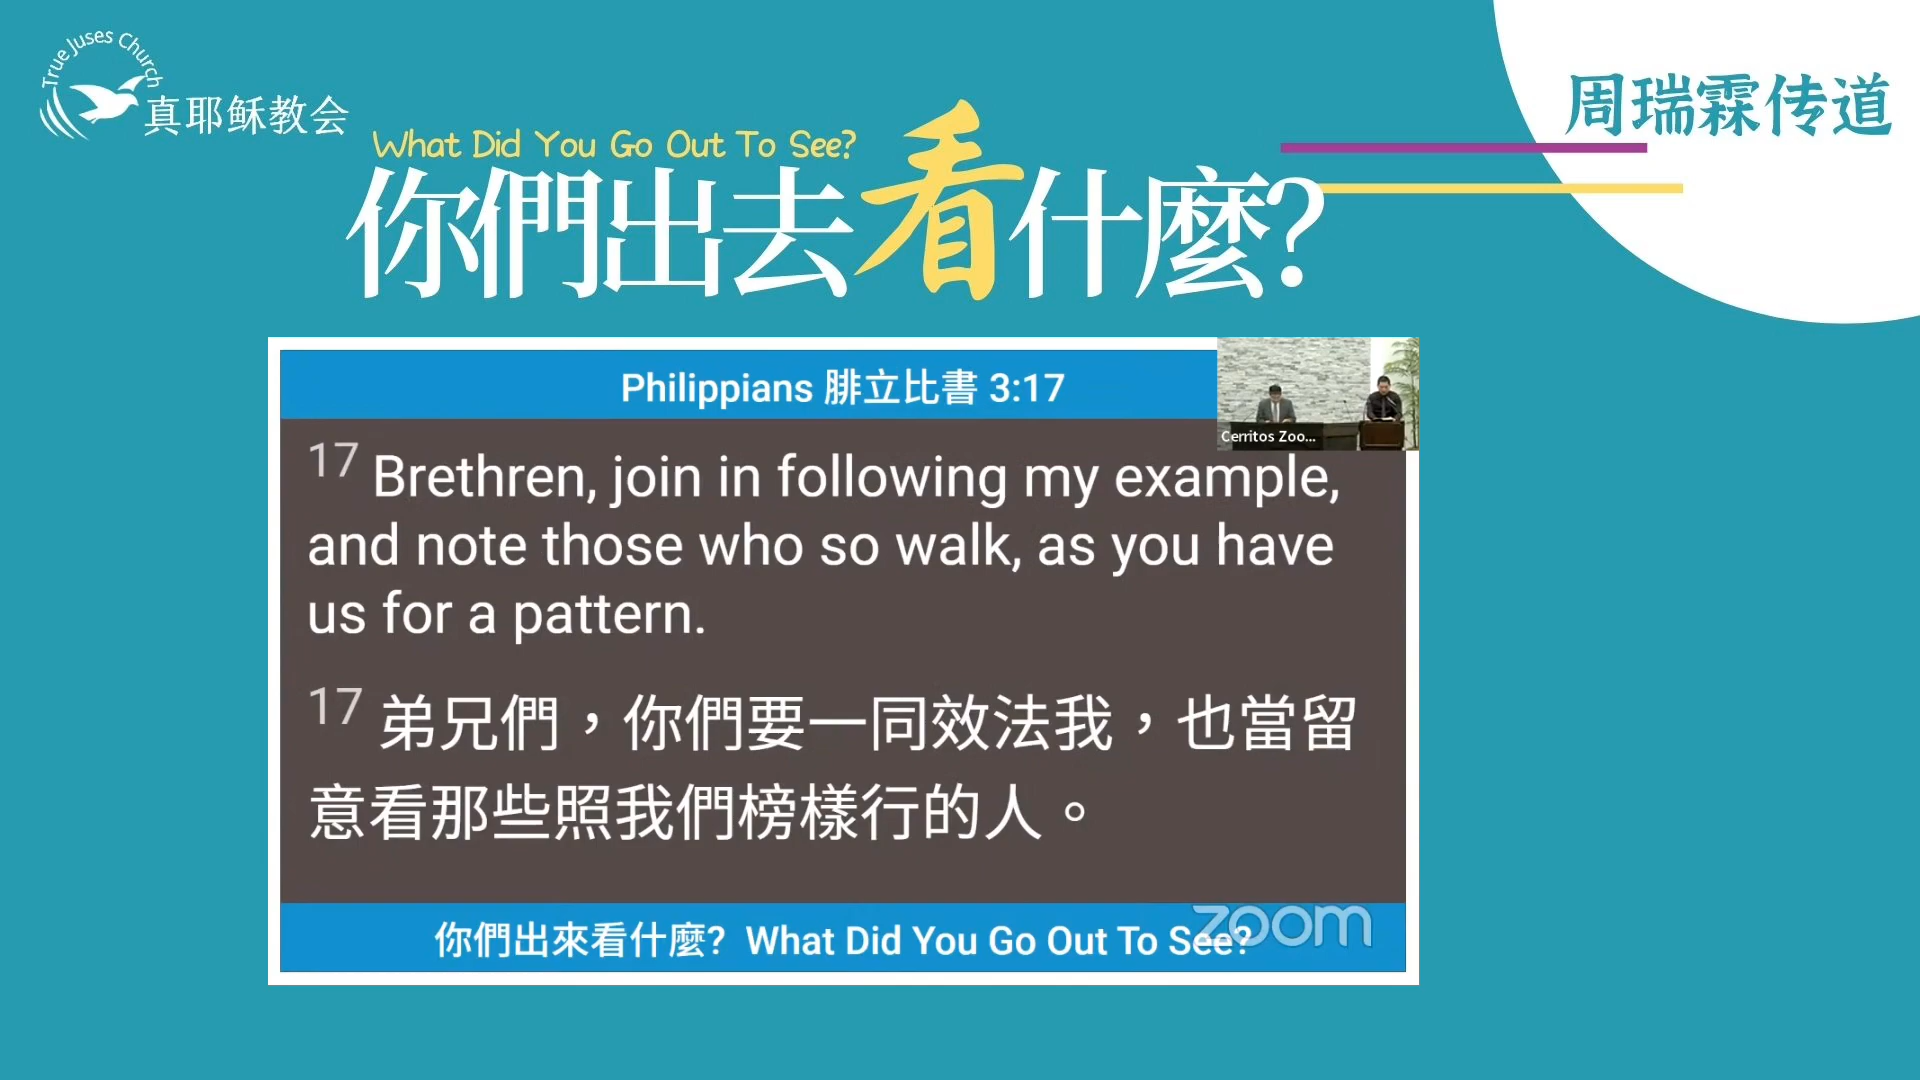 True Juses Church
真耶稣教会
周瑞霖传道
What Did You Go Out To See?
你們出去看什麼?
Philippians 腓立比書 3:17
Cerritos Zoo...
17 Brethren, join in following my example,
and note those who so walk, as you have
us for a pattern.
17 弟兄們，你們要一同效法我，也當留
意看那些照我們榜樣行的人。
你們出來看什麼? What Did You Go Out To See?
zoom